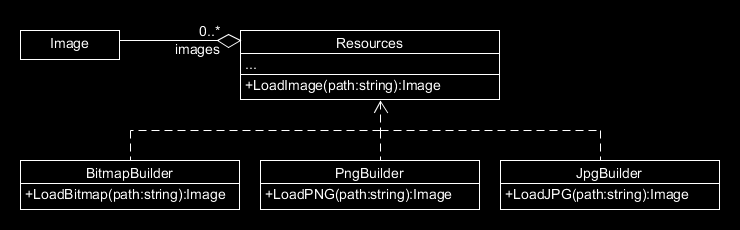 0..*
Image
images
Resources
...
+LoadImage(path:string):Image
BitmapBuilder
+LoadBitmap(path:string):Image
PngBuilder
+LoadPNG(path:string):Image
JpgBuilder
+LoadJPG(path:string):Image